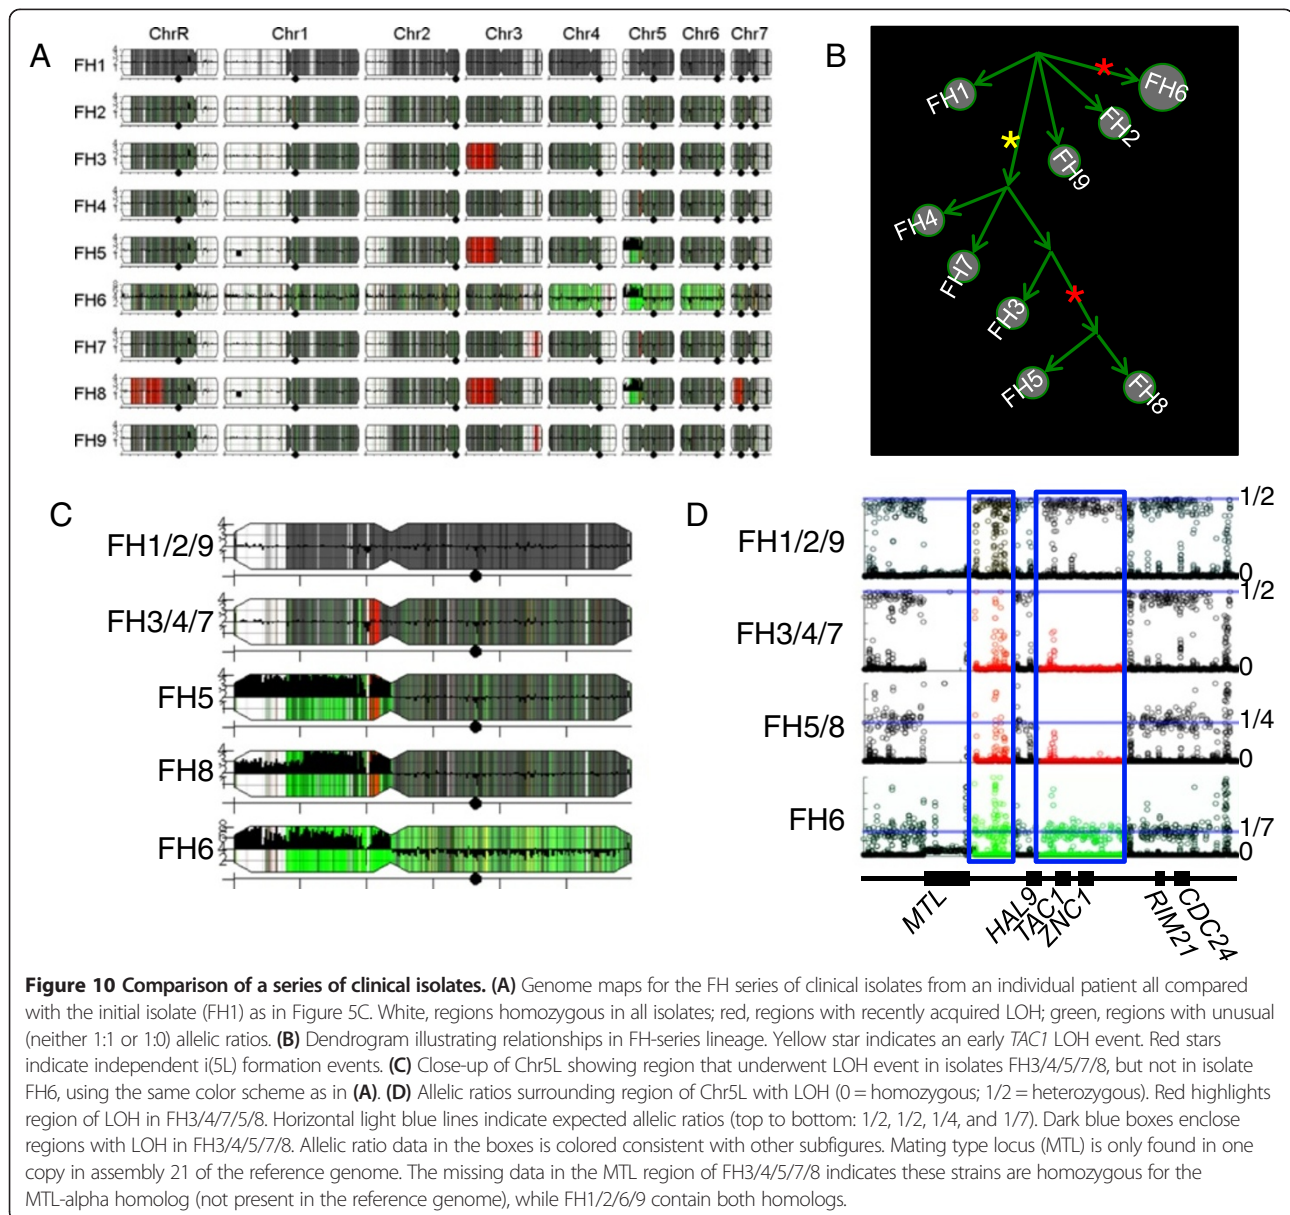 A
ChrR Chr1 Chr2 Chr3 Chr4 Chr5 Chr6 Chr7
FH1
FH2
FH3
FH4
FH5
FH6
FH7
FH8
FH9
B
FH1
FH6
FH2
FH9
FH4
FH7
FH3
FH5
FH8
C
FH1/2/9
FH3/4/7
FH5
FH8
FH6
D
FH1/2/9
1/2
0
FH3/4/7
1/2
0
FH5/8
1/4
0
FH6
1/7
0
MTL HAL9 TAC1 ZNC1 RIM21 CDC24
Figure 10 Comparison of a series of clinical isolates. (A) Genome maps for the FH series of clinical isolates from an individual patient all compared
with the initial isolate (FH1) as in Figure 5C. White, regions homozygous in all isolates; red, regions with recently acquired LOH; green, regions with unusual
(neither 1:1 or 1:0) allelic ratios. (B) Dendrogram illustrating relationships in FH-series lineage. Yellow star indicates an early TAC1 LOH event. Red stars
indicate independent i(5L) formation events. (C) Close-up of Chr5L showing region that underwent LOH event in isolates FH3/4/5/7/8, but not in isolate
FH6, using the same color scheme as in (A). (D) Allelic ratios surrounding region of Chr5L with LOH (0 = homozygous; 1/2 = heterozygous). Red highlights
region of LOH in FH3/4/7/5/8. Horizontal light blue lines indicate expected allelic ratios (top to bottom: 1/2, 1/2, 1/4, and 1/7). Dark blue boxes enclose
regions with LOH in FH3/4/5/7/8. Allelic ratio data in the boxes is colored consistent with other subfigures. Mating type locus (MTL) is only found in one
copy in assembly 21 of the reference genome. The missing data in the MTL region of FH3/4/5/7/8 indicates these strains are homozygous for the
MTL-alpha homolog (not present in the reference genome), while FH1/2/6/9 contain both homologs.